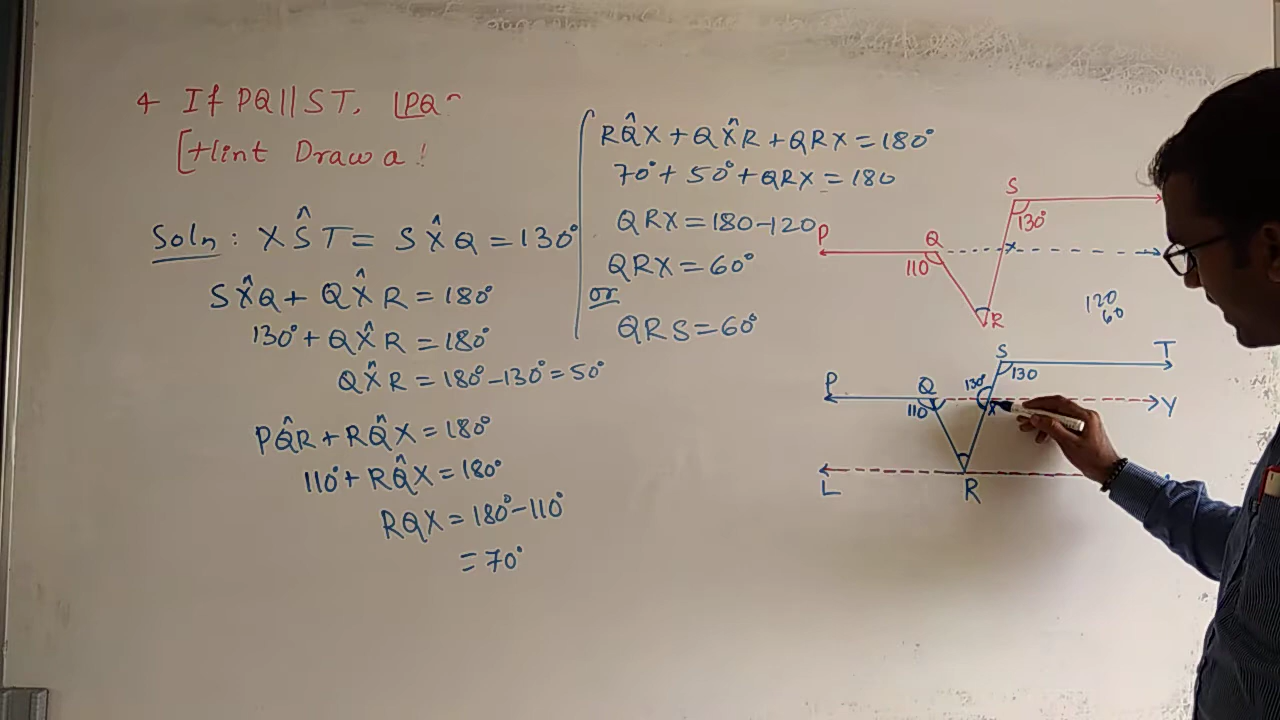 4 If PQ||ST, ∠PQ
[Hint Draw a
Soln : XŜT = SX̂Q = 130°
SX̂Q + QX̂R = 180°
130° + QX̂R = 180°
QX̂R = 180° - 130° = 50°
PQ̂R + RQ̂X = 180°
110° + RQ̂X = 180°
RQX = 180° - 110°
= 70°
RQ̂X + QX̂R + QRX = 180°
70° + 50° + QRX = 180
QRX = 180 - 120
QRX = 60°
or
QRS = 60°
S
130°
P
Q
X
110
R
120
60
S
T
130
P
Q
130°
110
X
Y
L
R